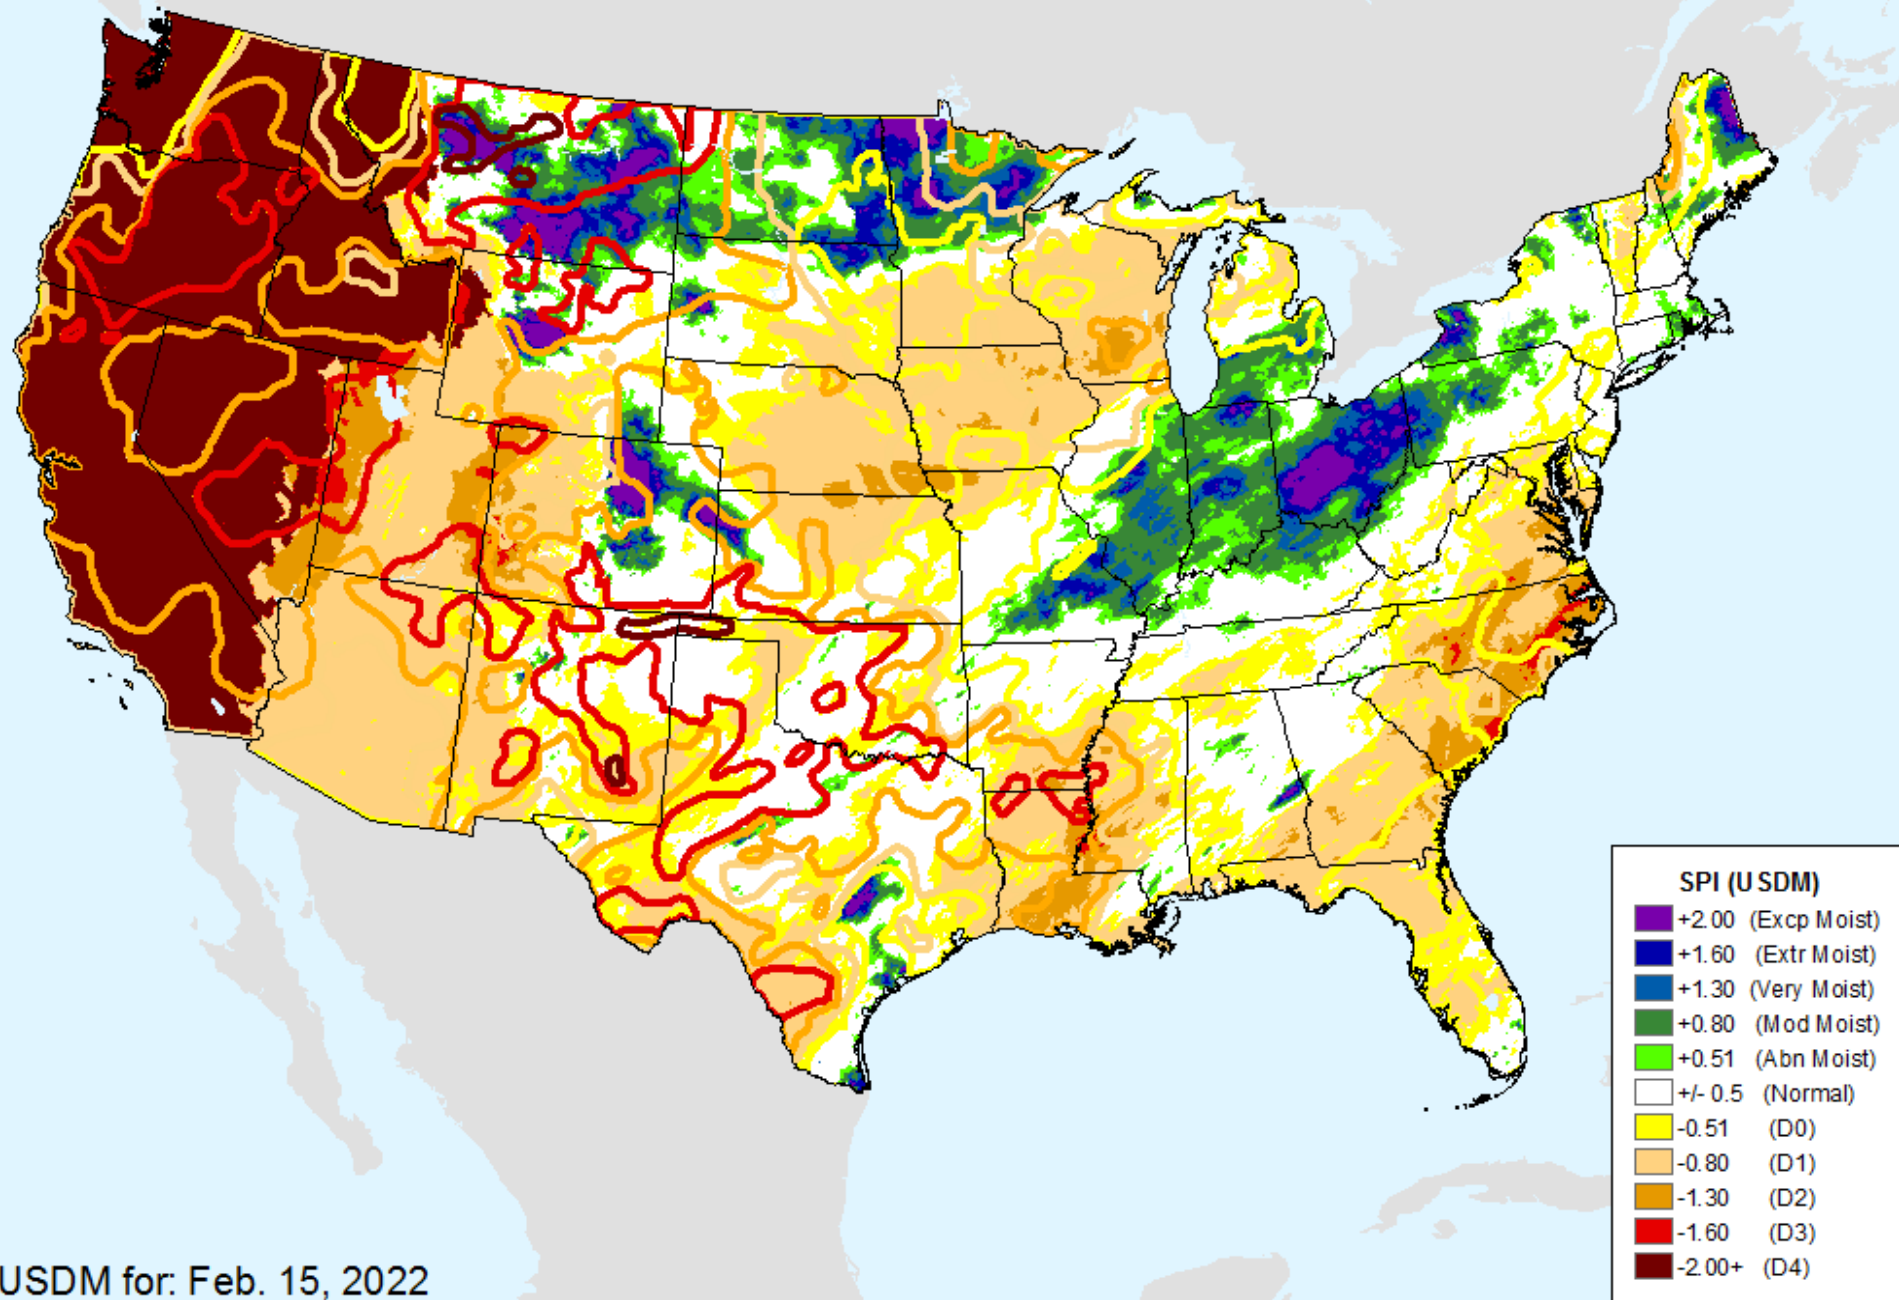 SPI (USDM)
+2.00 (Excp Moist)
+1.60 (Extr Moist)
+1.30 (Very Moist)
+0.80 (Mod Moist)
+0.51 (Abn Moist)
+/- 0.5 (Normal)
-0.51 (D0)
-0.80 (D1)
-1.30 (D2)
-1.60 (D3)
-2.00+ (D4)
USDM for: Feb. 15, 2022